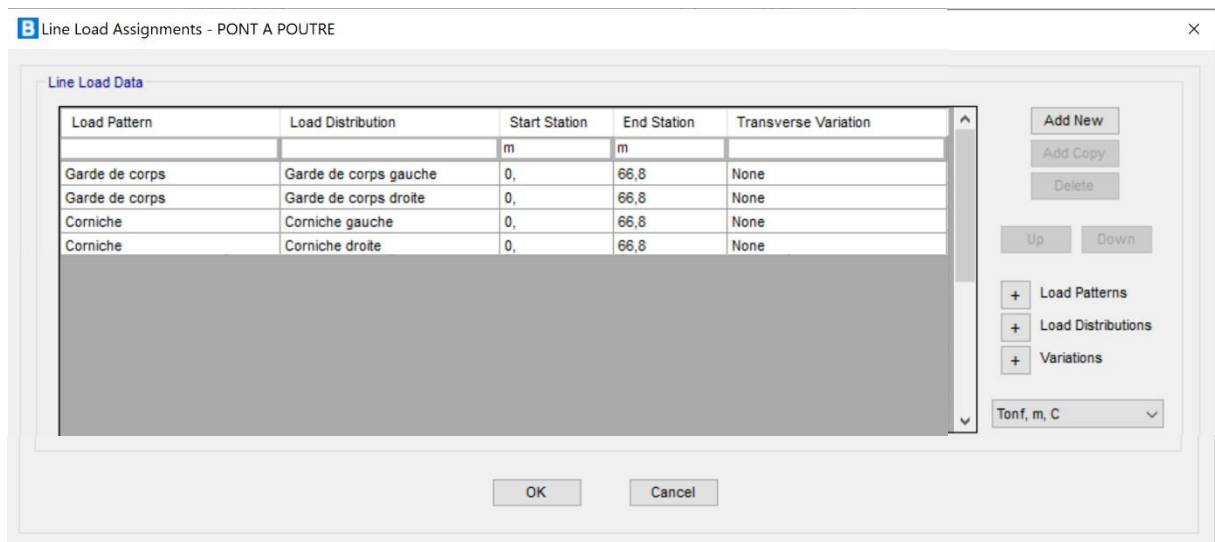 B Line Load Assignments - PONT A POUTRE
Line Load Data
Load Pattern Load Distribution Start Station End Station Transverse Variation
m m
Garde de corps Garde de corps gauche 0, 66,8 None
Garde de corps Garde de corps droite 0, 66,8 None
Corniche Corniche gauche 0, 66,8 None
Corniche Corniche droite 0, 66,8 None
Add New
Add Copy
Delete
Up Down
+ Load Patterns
+ Load Distributions
+ Variations
Tonf, m, C
OK Cancel